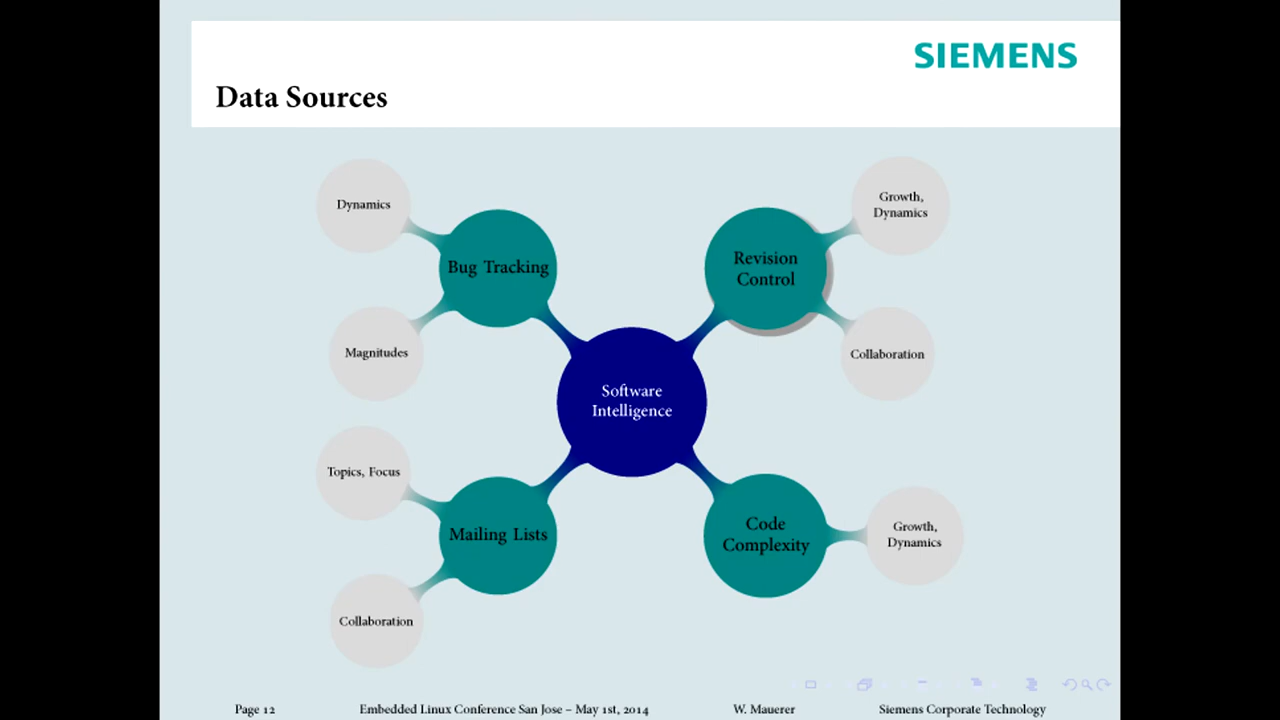 SIEMENS
Data Sources
Dynamics
Bug Tracking
Magnitudes
Revision
Control
Growth,
Dynamics
Collaboration
Software
Intelligence
Topics, Focus
Mailing Lists
Collaboration
Code
Complexity
Growth,
Dynamics
Page 12
Embedded Linux Conference San Jose – May 1st, 2014
W. Mauerer
Siemens Corporate Technology